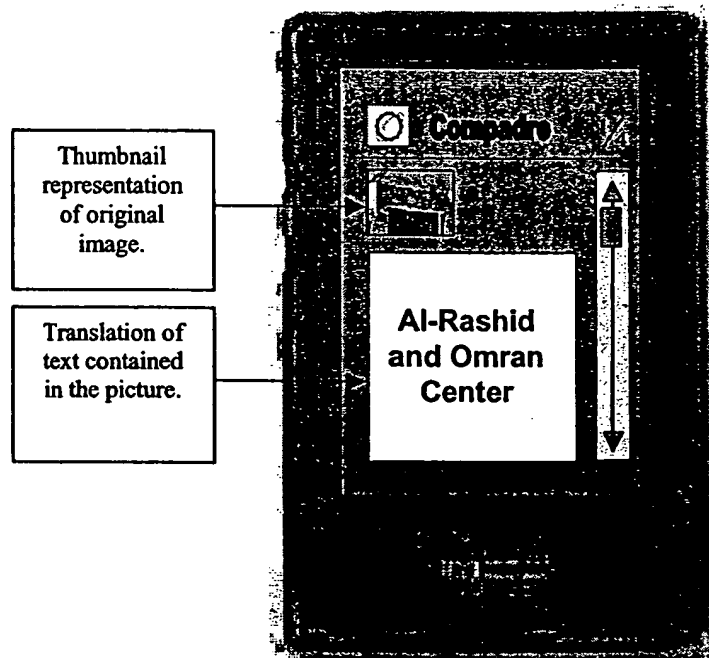 Thumbnail
representation
of original
image.
Translation of
text contained
in the picture.
Compadre
Al-Rashid
and Omran
Center